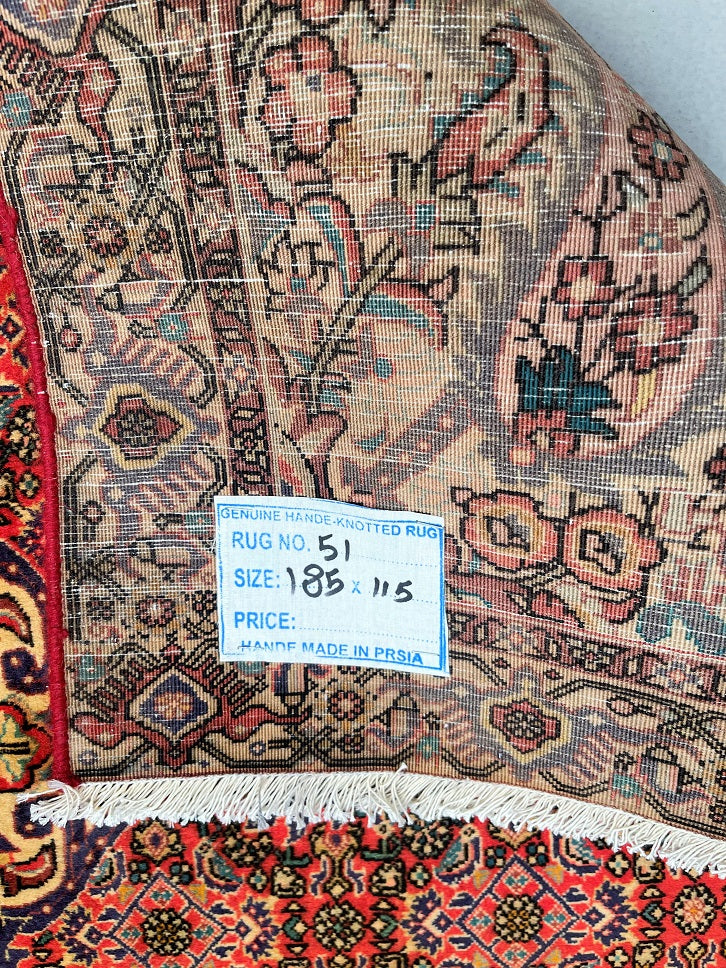 GENUINE HANDE-KNOTTED RUG
RUG NO. 51
SIZE: 185 x 115
PRICE:
HANDE MADE IN PRSIA